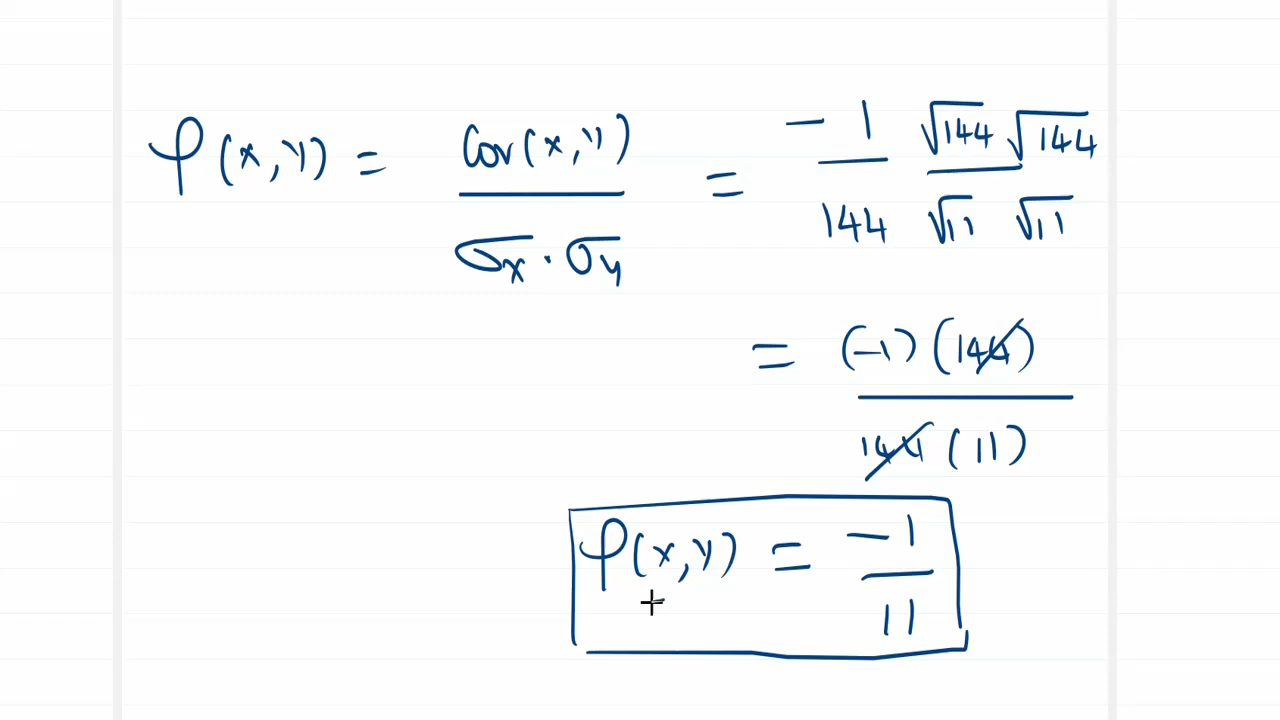 φ(x,y) = Cov(x,y) / σx · σy = -1/144 √144 √144 / √11 √11
= (-1)(144) / 144(11)
φ(x,y) = -1/11